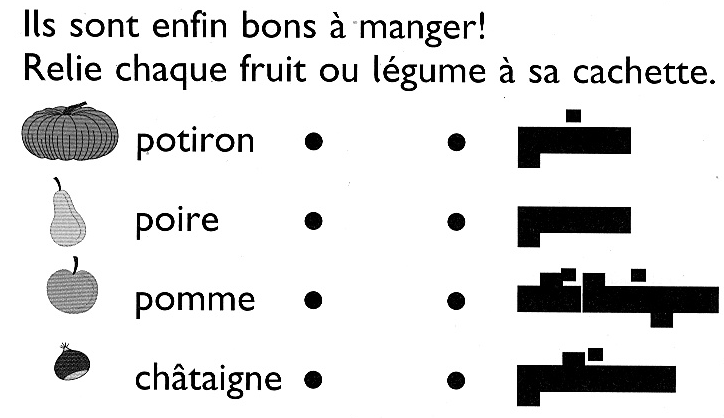 Ils sont enfin bons à manger!
Relie chaque fruit ou légume à sa cachette.
potiron
poire
pomme
châtaigne